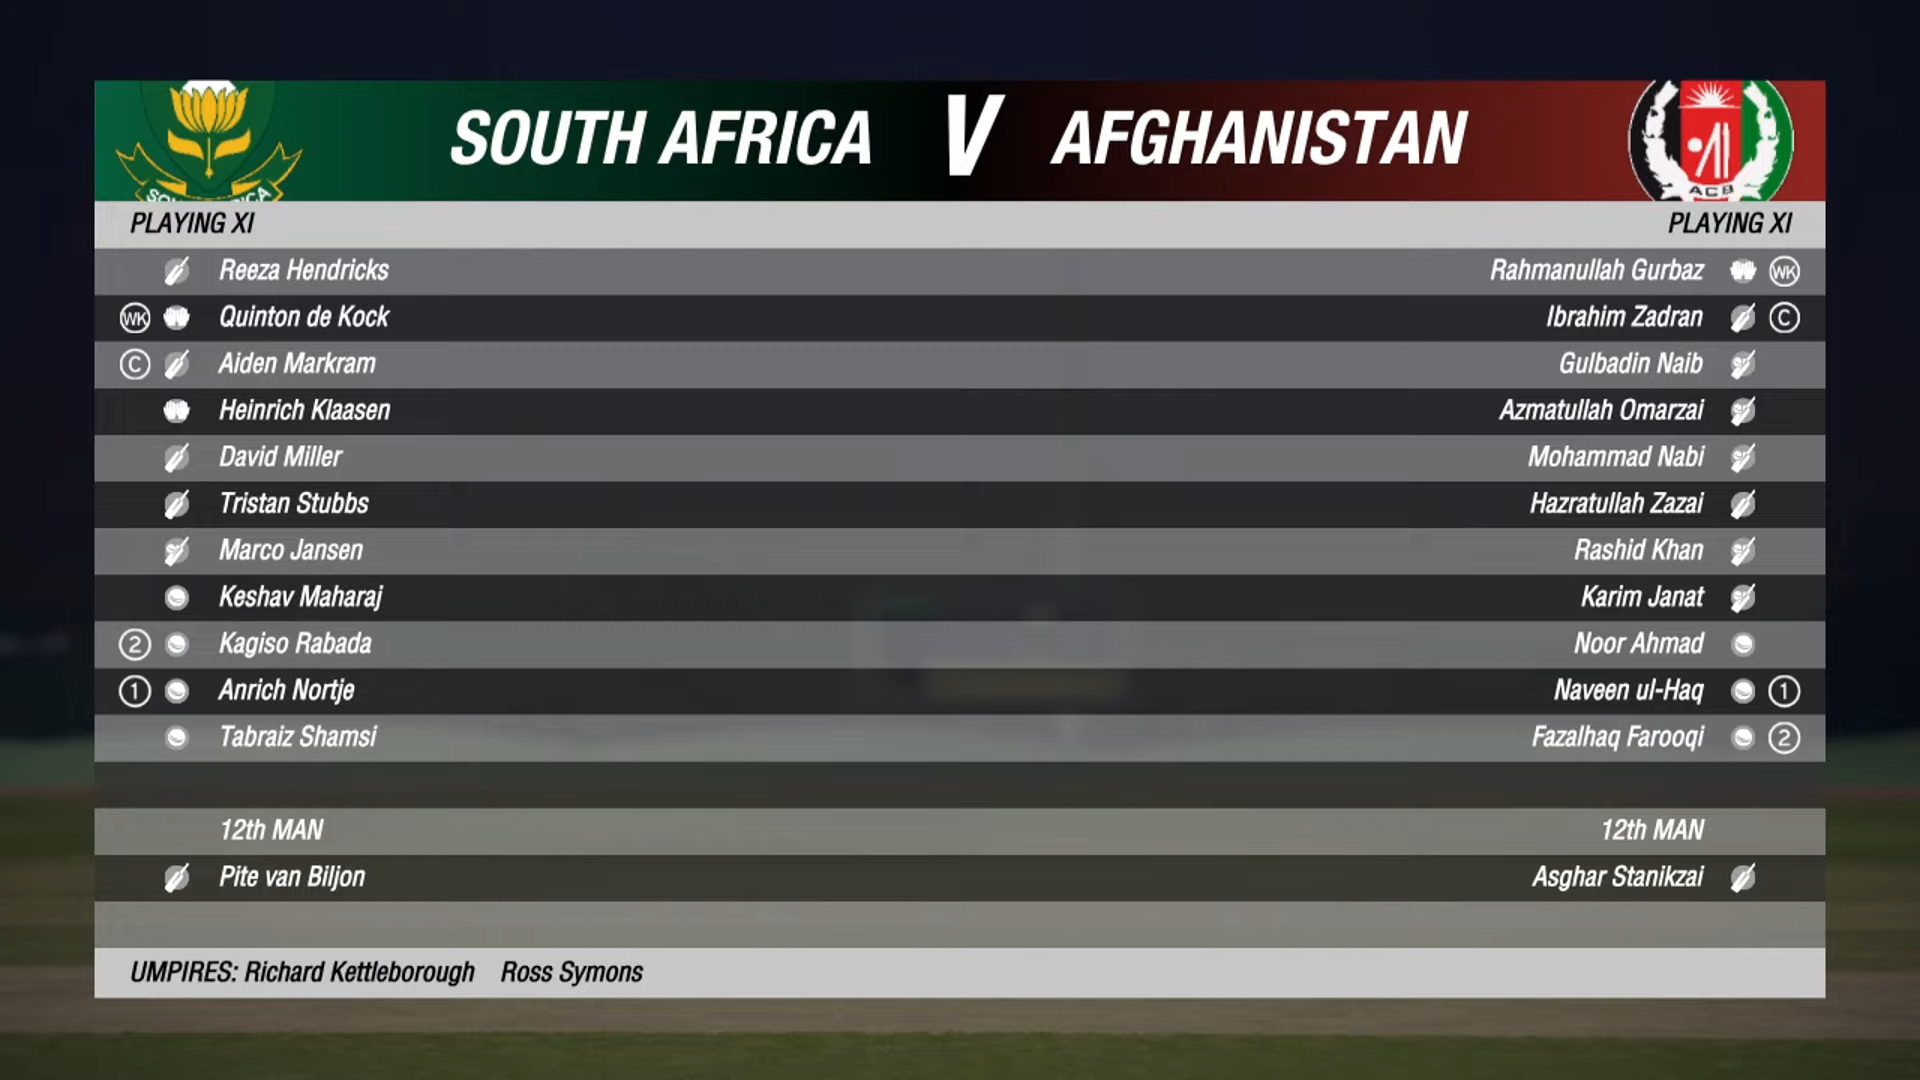 SOUTH AFRICA V AFGHANISTAN
ACB
PLAYING XI PLAYING XI
Reeza Hendricks Rahmanullah Gurbaz WK
WK Quinton de Kock Ibrahim Zadran C
C Aiden Markram Gulbadin Naib
Heinrich Klaasen Azmatullah Omarzai
David Miller Mohammad Nabi
Tristan Stubbs Hazratullah Zazai
Marco Jansen Rashid Khan
Keshav Maharaj Karim Janat
2 Kagiso Rabada Noor Ahmad
1 Anrich Nortje Naveen ul-Haq 1
Tabraiz Shamsi Fazalhaq Farooqi 2
12th MAN 12th MAN
Pite van Biljon Asghar Stanikzai
UMPIRES: Richard Kettleborough Ross Symons